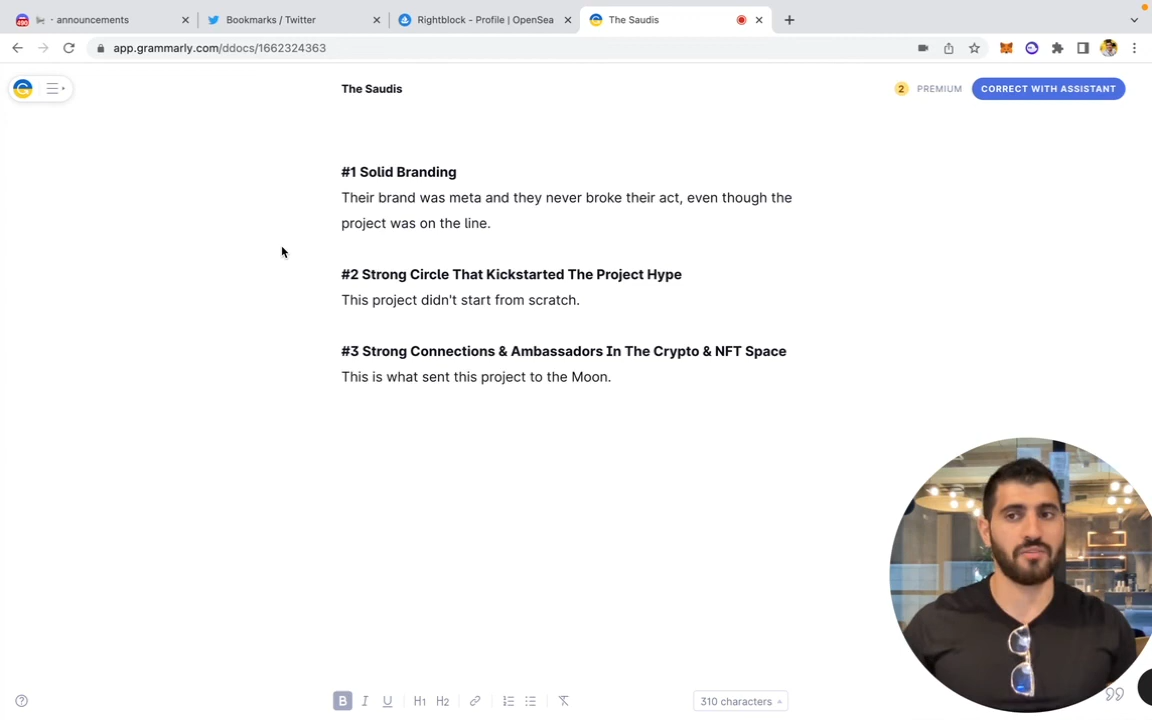 490 · announcements
Bookmarks / Twitter
Rightblock - Profile | OpenSea
The Saudis
app.grammarly.com/ddocs/1662324363
The Saudis
2 PREMIUM
CORRECT WITH ASSISTANT
#1 Solid Branding
Their brand was meta and they never broke their act, even though the
project was on the line.
#2 Strong Circle That Kickstarted The Project Hype
This project didn't start from scratch.
#3 Strong Connections & Ambassadors In The Crypto & NFT Space
This is what sent this project to the Moon.
B I U H1 H2
310 characters